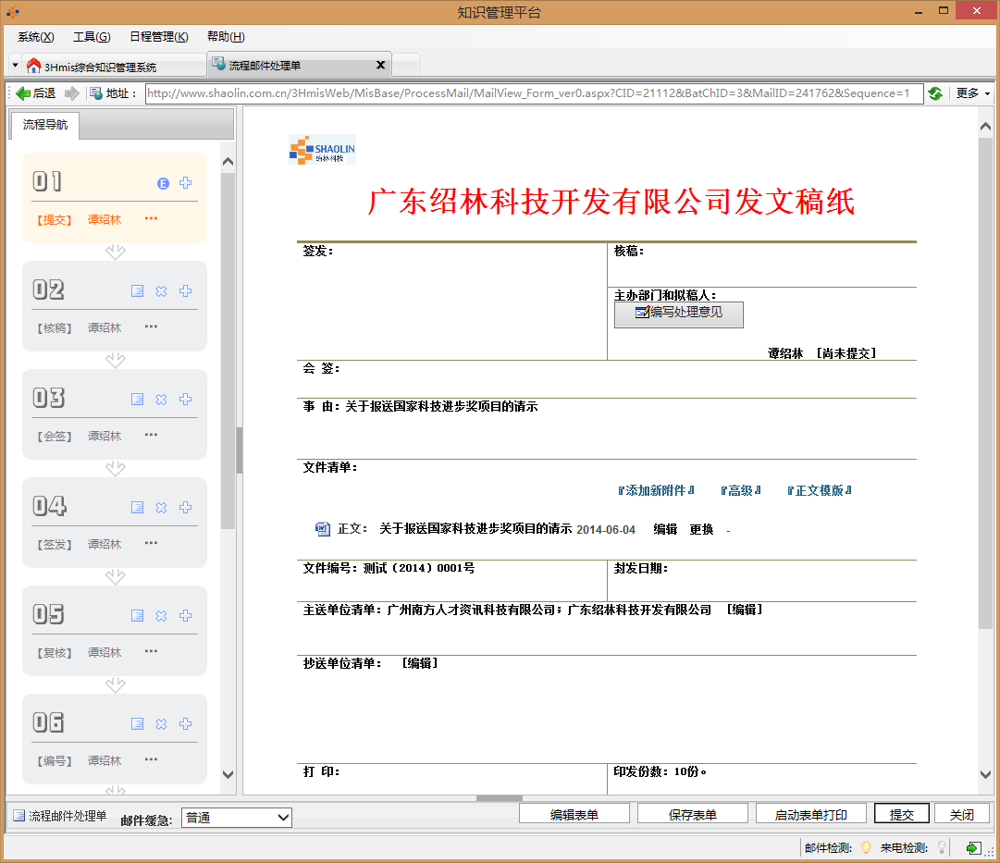 知识管理平台
系统(X) 工具(G) 日程管理(K) 帮助(H)
3Hmis综合知识管理系统 流程邮件处理单
后退 地址： http://www.shaolin.com.cn/3HmisWeb/MisBase/ProcessMail/MailView_Form_ver0.aspx?CID=21112&BatChID=3&MailID=241762&Sequence=1 更多
流程导航
01 E
【提交】 谭绍林 ...
02
【核稿】 谭绍林 ...
03
【会签】 谭绍林 ...
04
【签发】 谭绍林 ...
05
【复核】 谭绍林 ...
06
【编号】 谭绍林 ...
SHAOLIN
绍林科技
广东绍林科技开发有限公司发文稿纸
签发： 核稿：
主办部门和拟稿人：
编写处理意见
谭绍林 [尚未提交]
会 签：
事 由：关于报送国家科技进步奖项目的请示
文件清单：
『添加新附件』 『高级』 『正文模版』
正文： 关于报送国家科技进步奖项目的请示 2014-06-04 编辑 更换 -
文件编号：测试（2014）0001号 封发日期：
主送单位清单：广州南方人才资讯科技有限公司；广东绍林科技开发有限公司 [编辑]
抄送单位清单： [编辑]
打 印： 印发份数：10份。
流程邮件处理单 邮件缓急: 普通 编辑表单 保存表单 启动表单打印 提交 关闭
邮件检测: 来电检测: